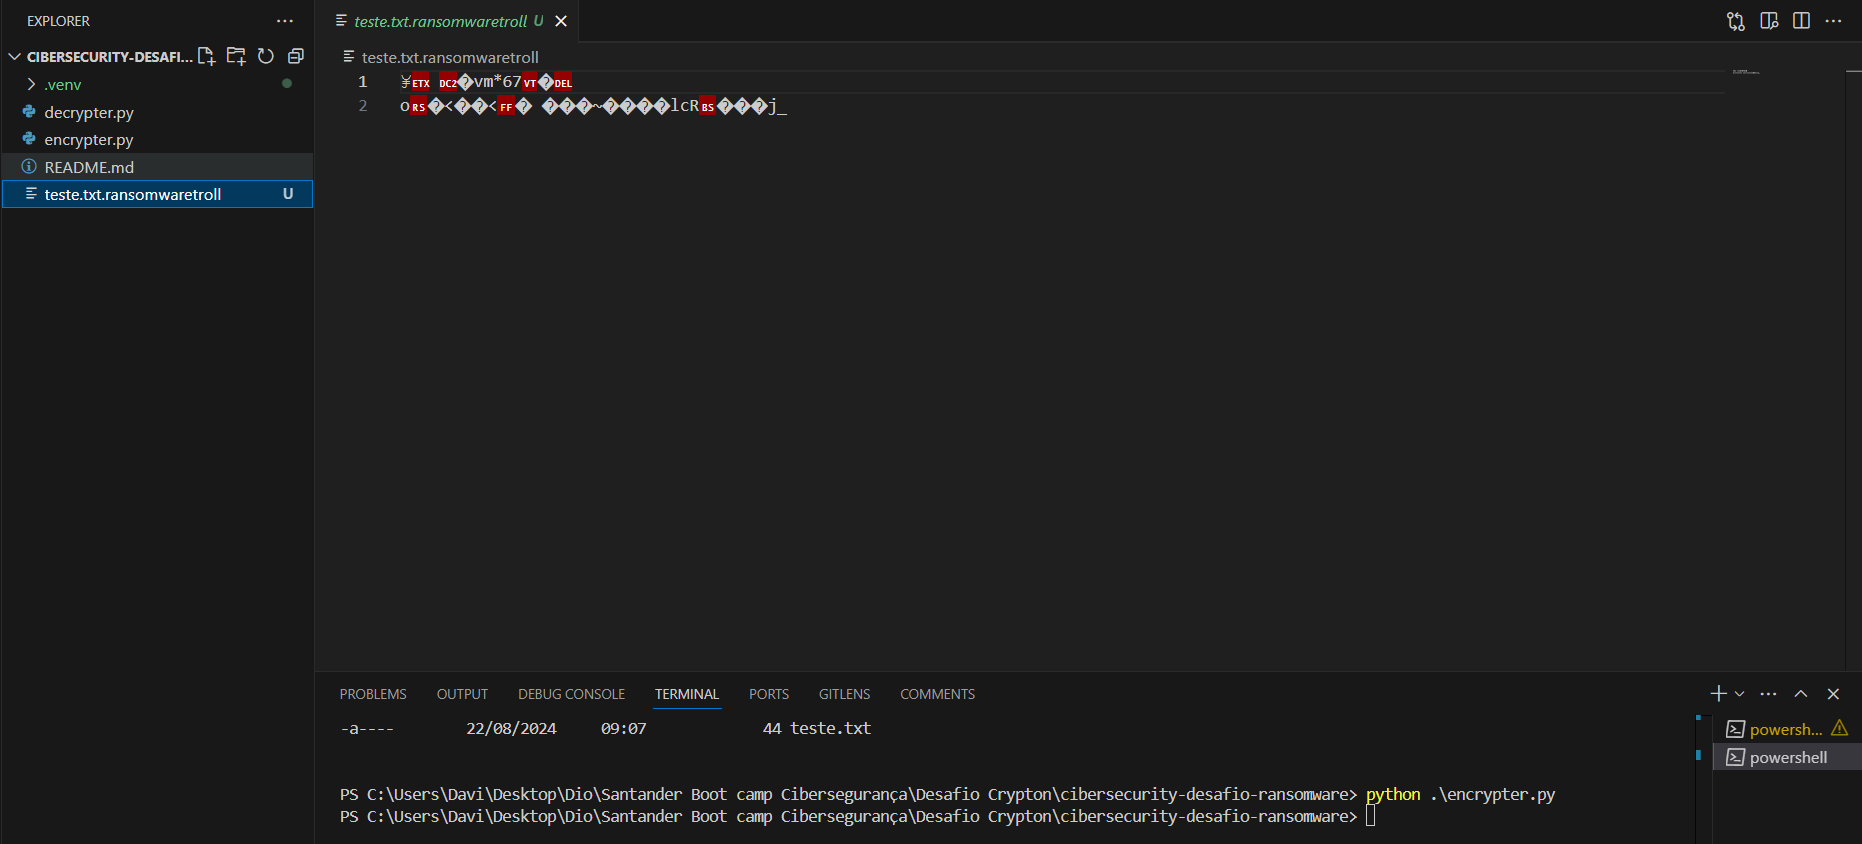 EXPLORER
CIBERSECURITY-DESAFI...
.venv
decrypter.py
encrypter.py
README.md
teste.txt.ransomwaretroll U
teste.txt.ransomwaretroll U
teste.txt.ransomwaretroll
1 ¥ETX DC2�vm*67VT�DEL
2 oRS�<��<FF� ���~����lcRBS���j_
PROBLEMS OUTPUT DEBUG CONSOLE TERMINAL PORTS GITLENS COMMENTS
-a---- 22/08/2024 09:07 44 teste.txt
PS C:\Users\Davi\Desktop\Dio\Santander Boot camp Cibersegurança\Desafio Crypton\cibersecurity-desafio-ransomware> python .\encrypter.py
PS C:\Users\Davi\Desktop\Dio\Santander Boot camp Cibersegurança\Desafio Crypton\cibersecurity-desafio-ransomware>
powersh...
powershell